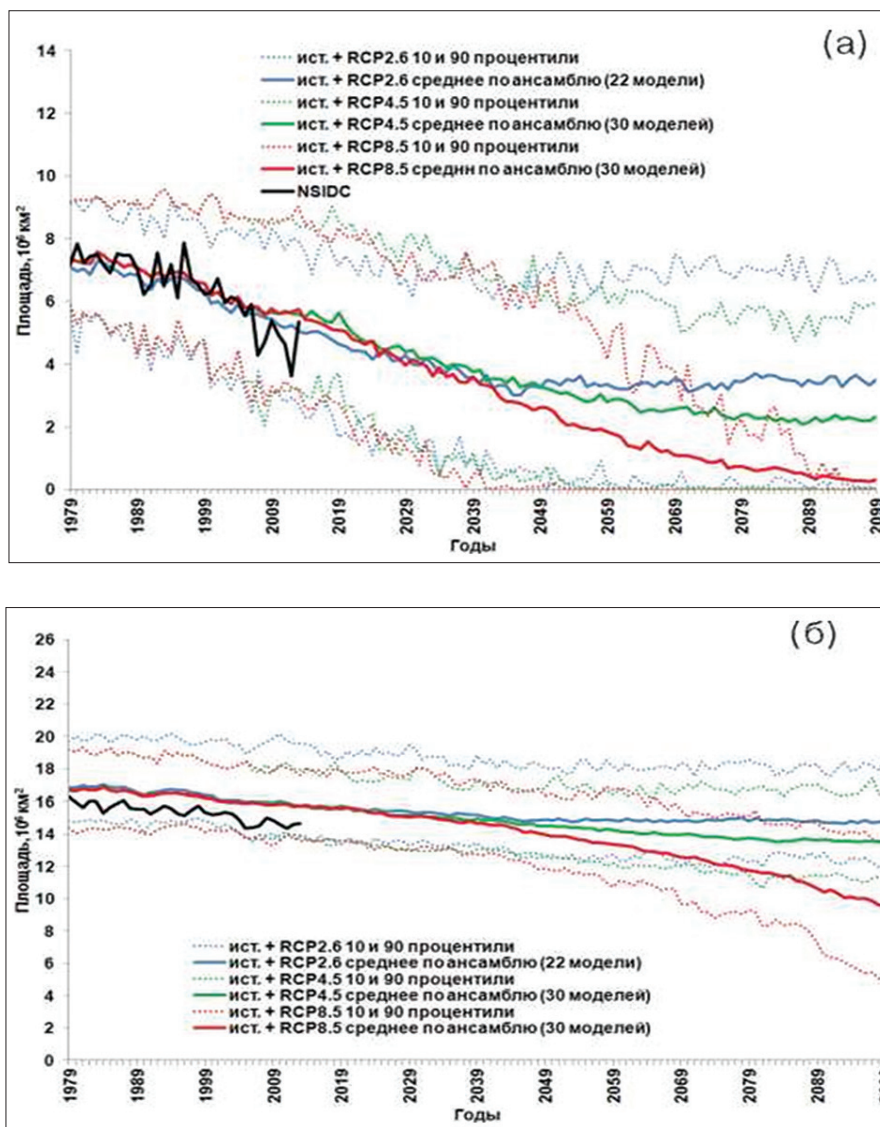 (а)
14
12
10
8
6
4
2
0
Площадь, 10⁶ км²
ист. + RCP2.6 10 и 90 процентили
ист. + RCP2.6 среднее по ансамблю (22 модели)
ист. + RCP4.5 10 и 90 процентили
ист. + RCP4.5 среднее по ансамблю (30 моделей)
ист. + RCP8.5 10 и 90 процентили
ист. + RCP8.5 среднн по ансамблю (30 моделей)
NSIDC
1979 1989 1999 2009 2019 2029 2039 2049 2059 2069 2079 2089 2099
Годы
(б)
26
24
22
20
18
16
14
12
10
8
6
4
2
0
Площадь, 10⁶ км²
ист. + RCP2.6 10 и 90 процентили
ист. + RCP2.6 среднее по ансамблю (22 модели)
ист. + RCP4.5 10 и 90 процентили
ист. + RCP4.5 среднее по ансамблю (30 моделей)
ист. + RCP8.5 10 и 90 процентили
ист. + RCP8.5 среднее по ансамблю (30 моделей)
1979 1989 1999 2009 2019 2029 2039 2049 2059 2069 2079 2089
Годы